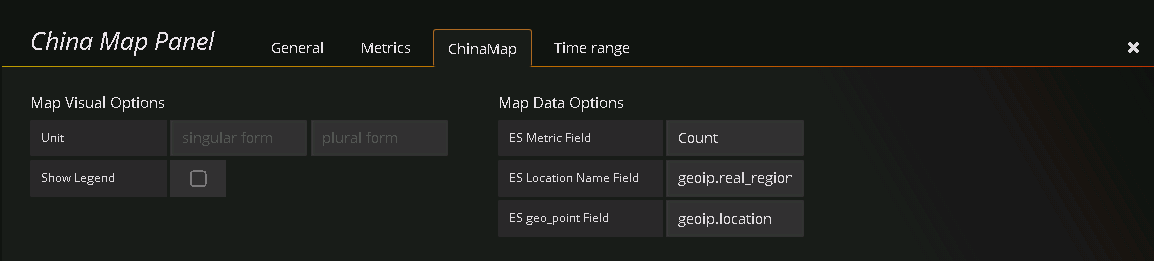 China Map Panel General Metrics ChinaMap Time range
Map Visual Options
Unit singular form plural form
Show Legend
Map Data Options
ES Metric Field Count
ES Location Name Field geoip.real_region
ES geo_point Field geoip.location